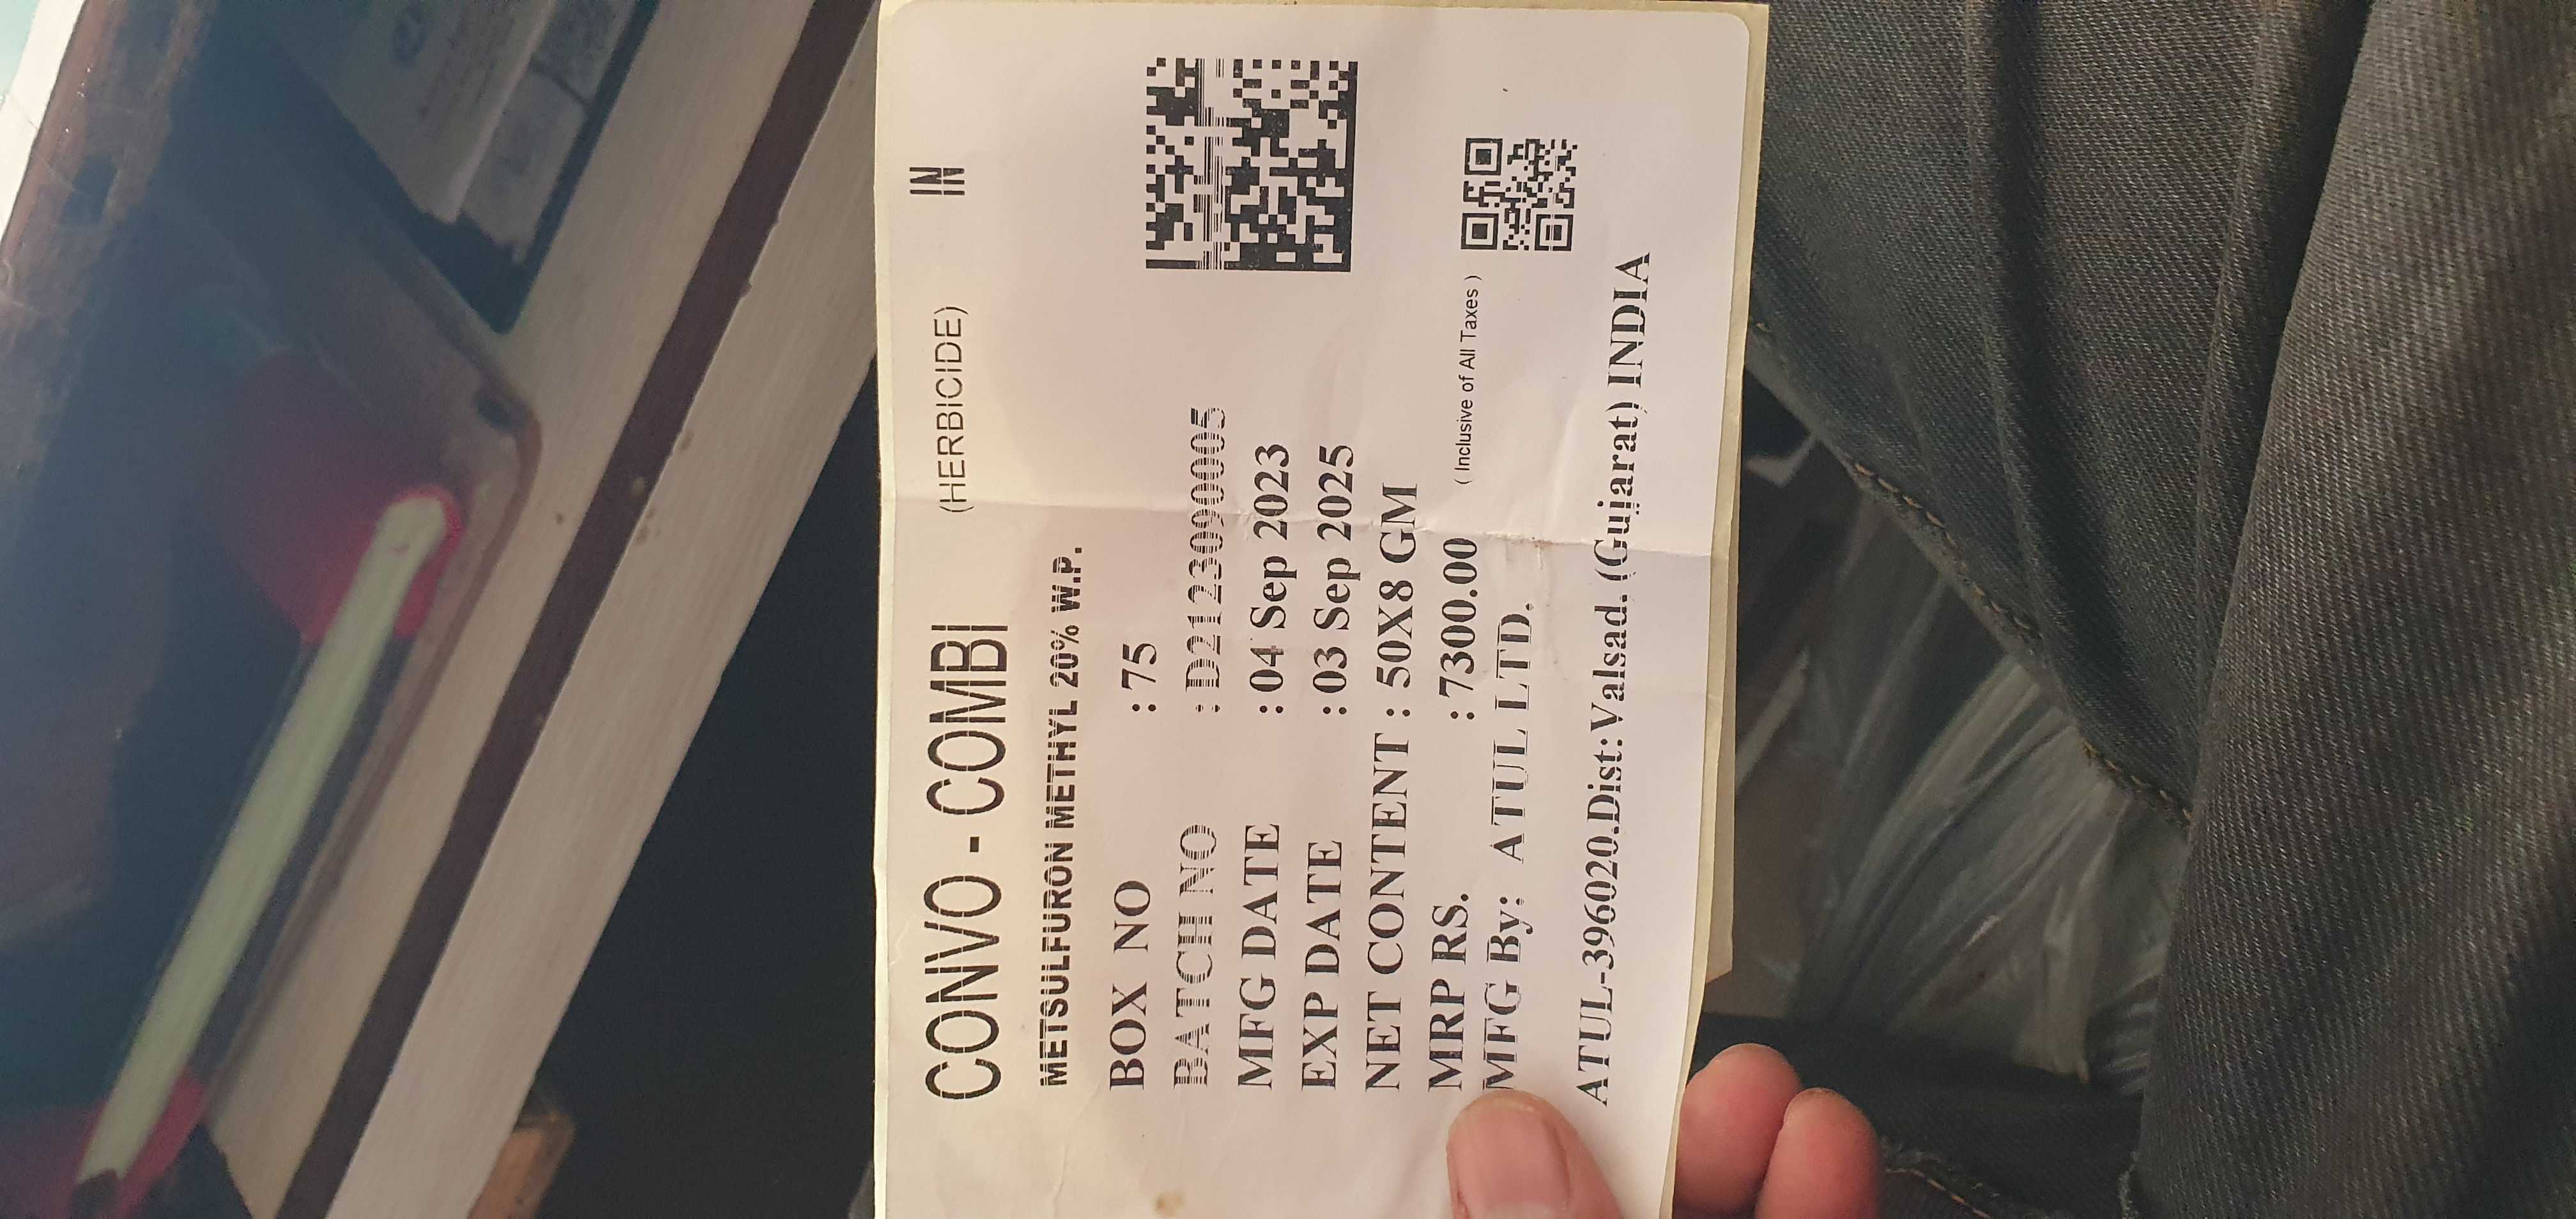 CONVO - COMBI (HERBICIDE) IN
METSULFURON METHYL 20% W.P.
BOX NO : 75
BATCH NO : D2123090005
MFG DATE : 04 Sep 2023
EXP DATE : 03 Sep 2025
NET CONTENT : 50X8 GM
MRP RS. : 7300.00 ( Inclusive of All Taxes )
MFG By: ATUL LTD.
ATUL-396020.Dist: Valsad. (Gujarat) INDIA